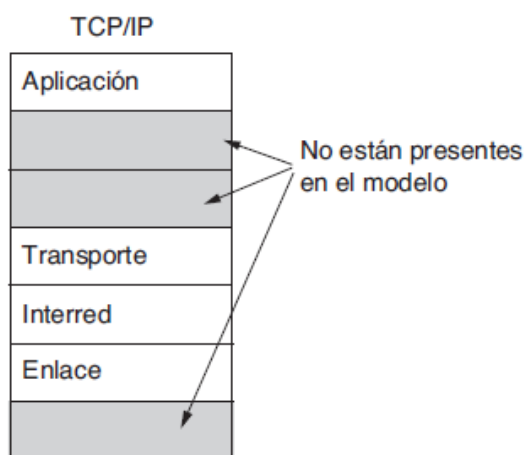 TCP/IP
Aplicación
No están presentes
en el modelo
Transporte
Interred
Enlace